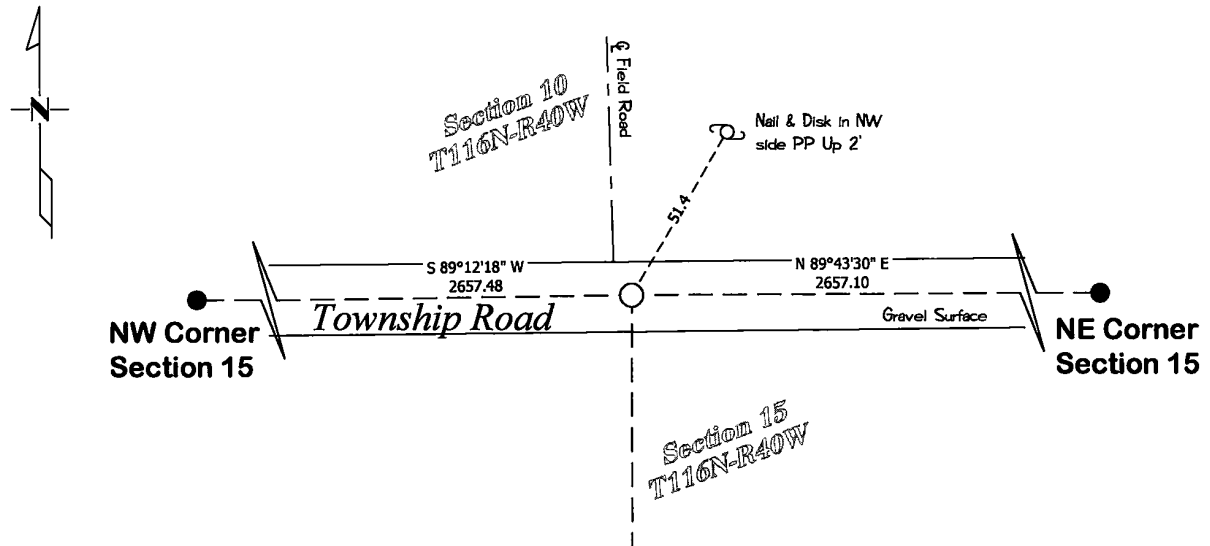 N
Section 10
T116N-R40W
℄ Field Road
Nail & Disk in NW
side PP Up 2'
51.4
S 89°12'18" W
2657.48
N 89°43'30" E
2657.10
Township Road
Gravel Surface
NW Corner
Section 15
NE Corner
Section 15
Section 15
T116N-R40W